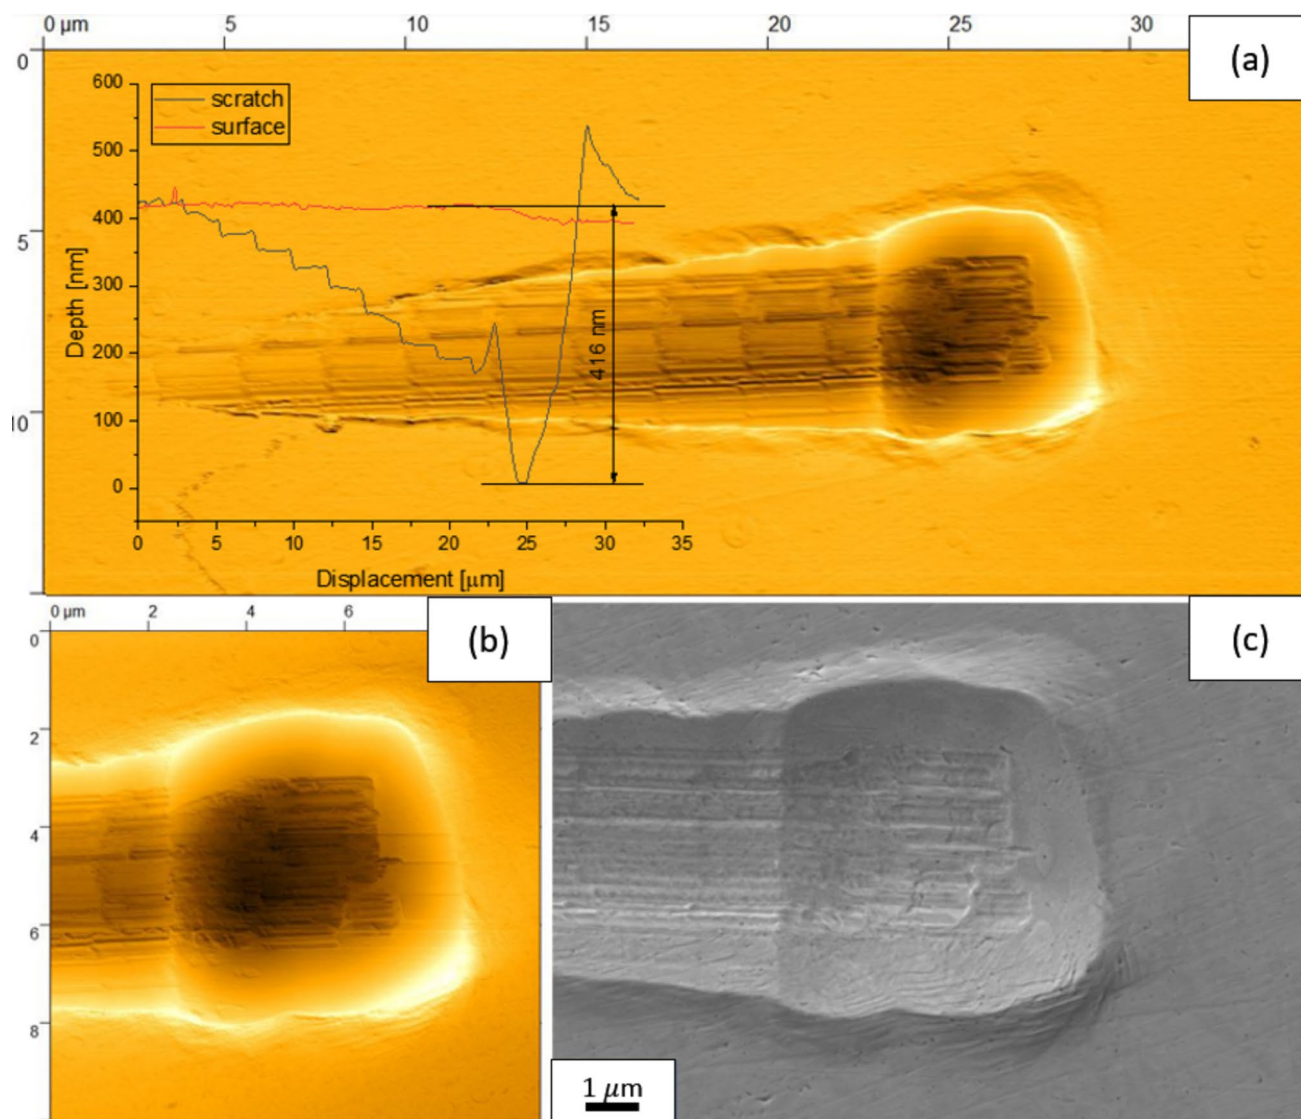 0 µm 5 10 15 20 25 30
(a)
0
5
10
600
500
400
300
200
100
0
Depth [nm]
scratch
surface
416 nm
0 5 10 15 20 25 30 35
Displacement [µm]
0 µm 2 4 6
(b)
0
2
4
6
8
(c)
1 µm